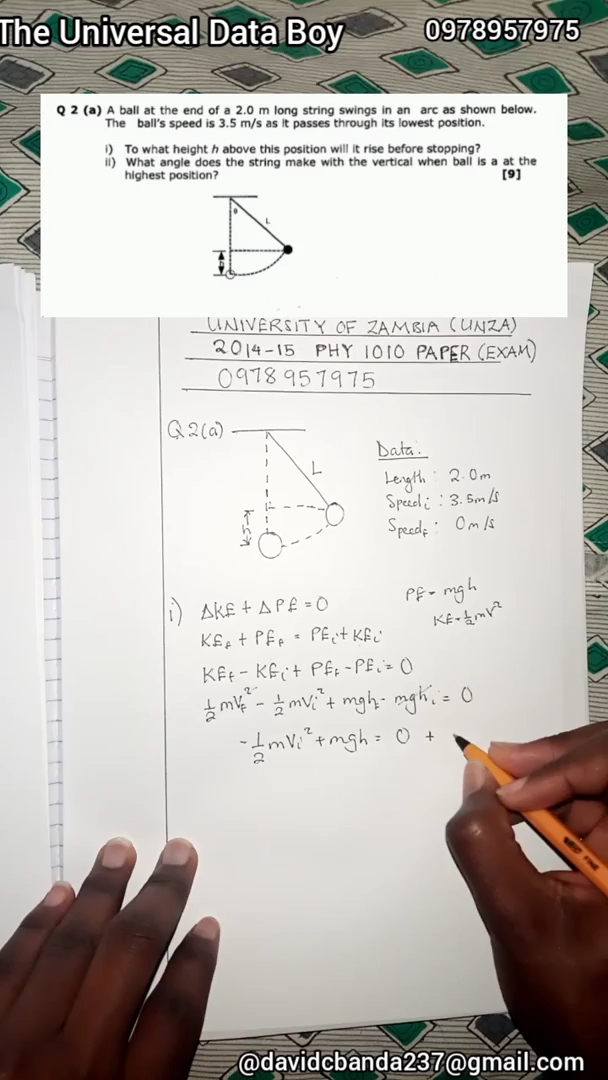 The Universal Data Boy 0978957975
Q 2 (a) A ball at the end of a 2.0 m long string swings in an arc as shown below.
The ball's speed is 3.5 m/s as it passes through its lowest position.
i) To what height h above this position will it rise before stopping?
ii) What angle does the string make with the vertical when ball is a at the
highest position? [9]
θ
L
h
UNIVERSITY OF ZAMBIA (UNZA)
2014-15 PHY 1010 PAPER (EXAM)
0978957975
Q2(a)
L
h
Data:
Length: 2.0m
Speedi: 3.5m/s
Speedf: 0m/s
i) ΔKE + ΔPE = 0
PE = mgh
KE = ½mv²
KEf + PEf = PEi + KEi
KEf - KEi + PEf - PEi = 0
½mVf² - ½mVi² + mgh - mghi = 0
-½mVi² + mgh = 0 +
@davidcbanda237@gmail.com